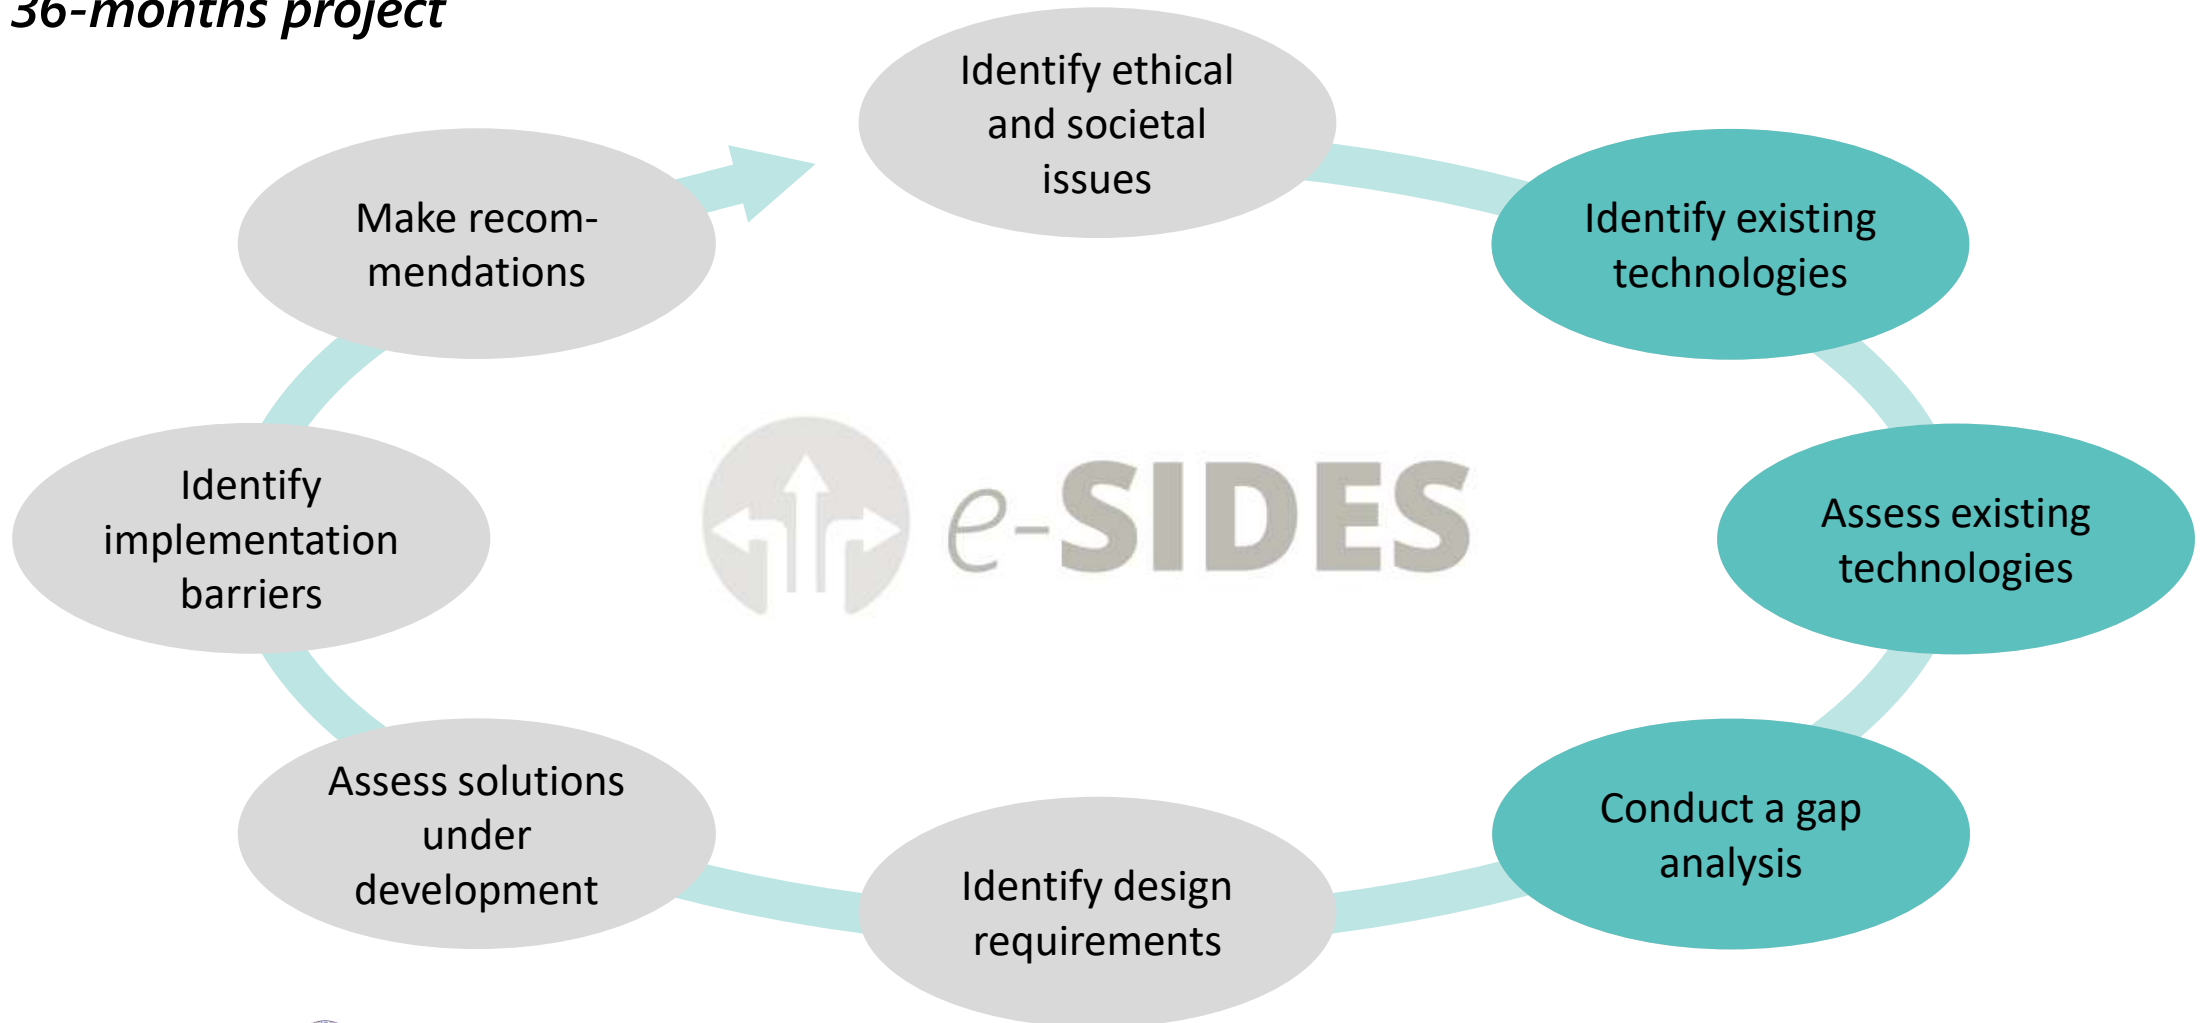 36-months project
Identify ethical
and societal
issues
Identify existing
technologies
Assess existing
technologies
Conduct a gap
analysis
Identify design
requirements
Assess solutions
under
development
Identify
implementation
barriers
Make recom-
mendations
e-SIDES